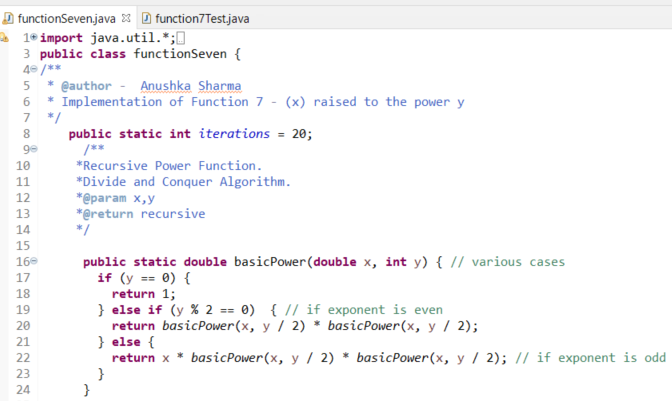 functionSeven.java function7Test.java
1 import java.util.*;
3 public class functionSeven {
4 /**
5  * @author -  Anushka Sharma
6  * Implementation of Function 7 - (x) raised to the power y
7  */
8    public static int iterations = 20;
9      /**
10     *Recursive Power Function.
11     *Divide and Conquer Algorithm.
12     *@param x,y
13     *@return recursive
14     */
15
16     public static double basicPower(double x, int y) { // various cases
17       if (y == 0) {
18         return 1;
19       } else if (y % 2 == 0)  { // if exponent is even
20         return basicPower(x, y / 2) * basicPower(x, y / 2);
21       } else {
22         return x * basicPower(x, y / 2) * basicPower(x, y / 2); // if exponent is odd
23       }
24     }